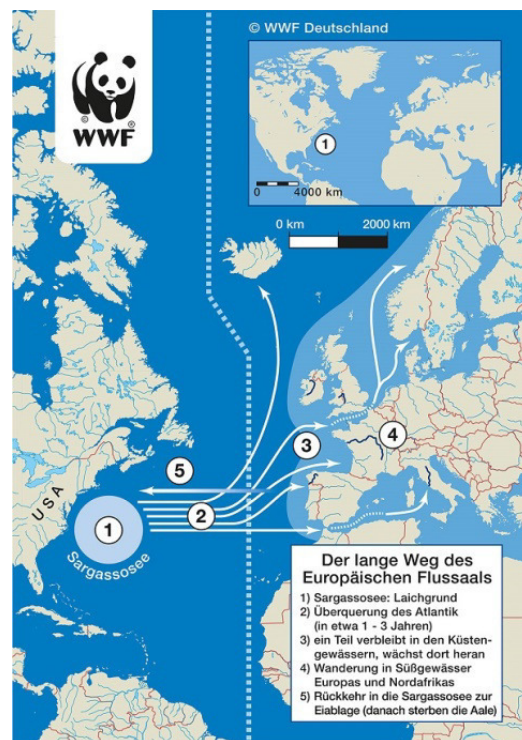 © WWF Deutschland
©
WWF
1
0 4000 km
0 km 2000 km
3
4
5
2
USA
1
Sargassosee
Der lange Weg des
Europäischen Flussaals
1) Sargassosee: Laichgrund
2) Überquerung des Atlantik
(in etwa 1 - 3 Jahren)
3) ein Teil verbleibt in den Küsten-
gewässern, wächst dort heran
4) Wanderung in Süßgewässer
Europas und Nordafrikas
5) Rückkehr in die Sargassosee zur
Eiablage (danach sterben die Aale)